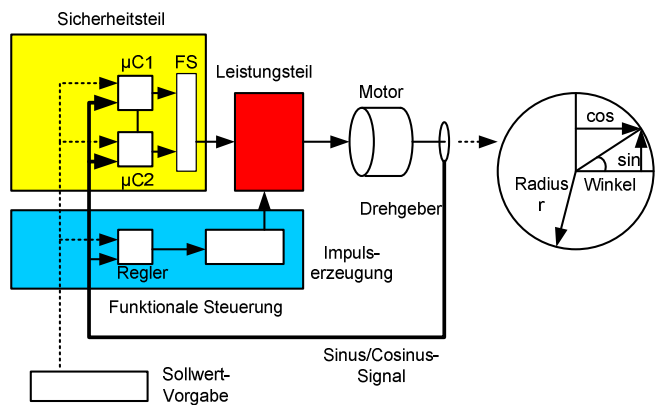 Sicherheitsteil
µC1
FS
Leistungsteil
Motor
cos
sin
µC2
Radius
r
Winkel
Drehgeber
Regler
Impuls-
erzeugung
Funktionale Steuerung
Sinus/Cosinus-
Signal
Sollwert-
Vorgabe